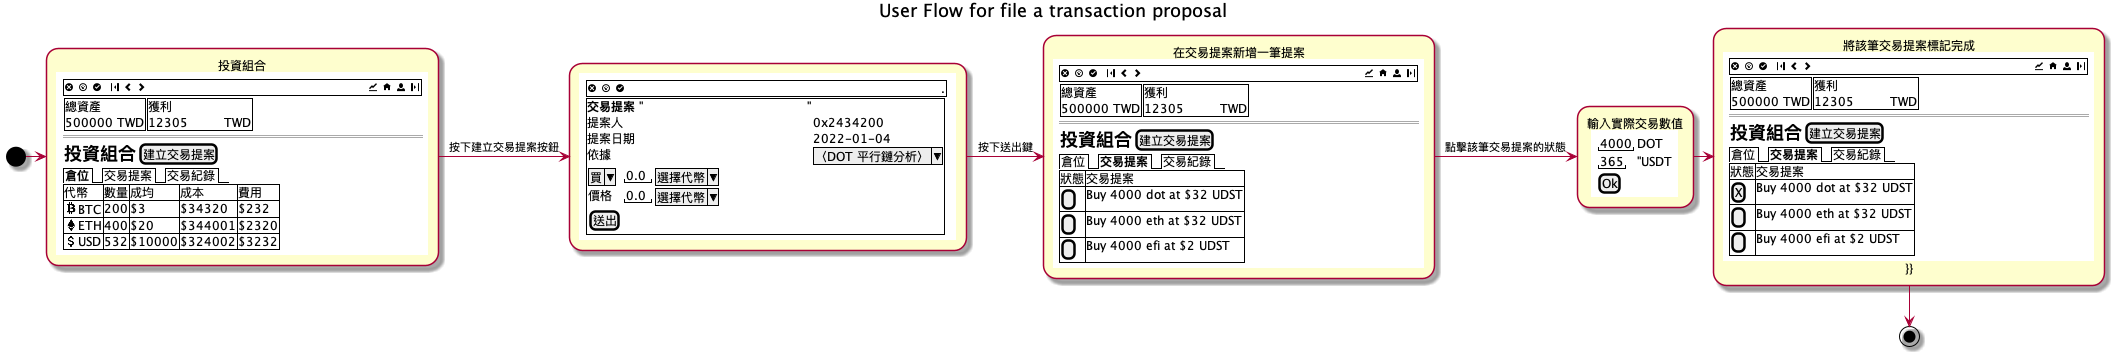 User Flow for file a transaction proposal
投資組合
總資產 獲利
500000 TWD 12305 TWD
投資組合 建立交易提案
倉位 交易提案 交易紀錄
代幣 數量 成均 成本 費用
BTC 200 $3 $34320 $232
ETH 400 $20 $344001 $2320
USD 532 $10000 $324002 $3232
按下建立交易提案按鈕
.
交易提案 " "
提案人 0x2434200
提案日期 2022-01-04
依據 〈DOT 平行鏈分析〉
買 0.0 選擇代幣
價格 0.0 選擇代幣
送出
按下送出鍵
在交易提案新增一筆提案
總資產 獲利
500000 TWD 12305 TWD
投資組合 建立交易提案
倉位 交易提案 交易紀錄
狀態 交易提案
Buy 4000 dot at $32 UDST
Buy 4000 eth at $32 UDST
Buy 4000 efi at $2 UDST
點擊該筆交易提案的狀態
輸入實際交易數值
4000 DOT
365 "USDT
Ok
將該筆交易提案標記完成
總資產 獲利
500000 TWD 12305 TWD
投資組合 建立交易提案
倉位 交易提案 交易紀錄
狀態 交易提案
X Buy 4000 dot at $32 UDST
Buy 4000 eth at $32 UDST
Buy 4000 efi at $2 UDST
}}